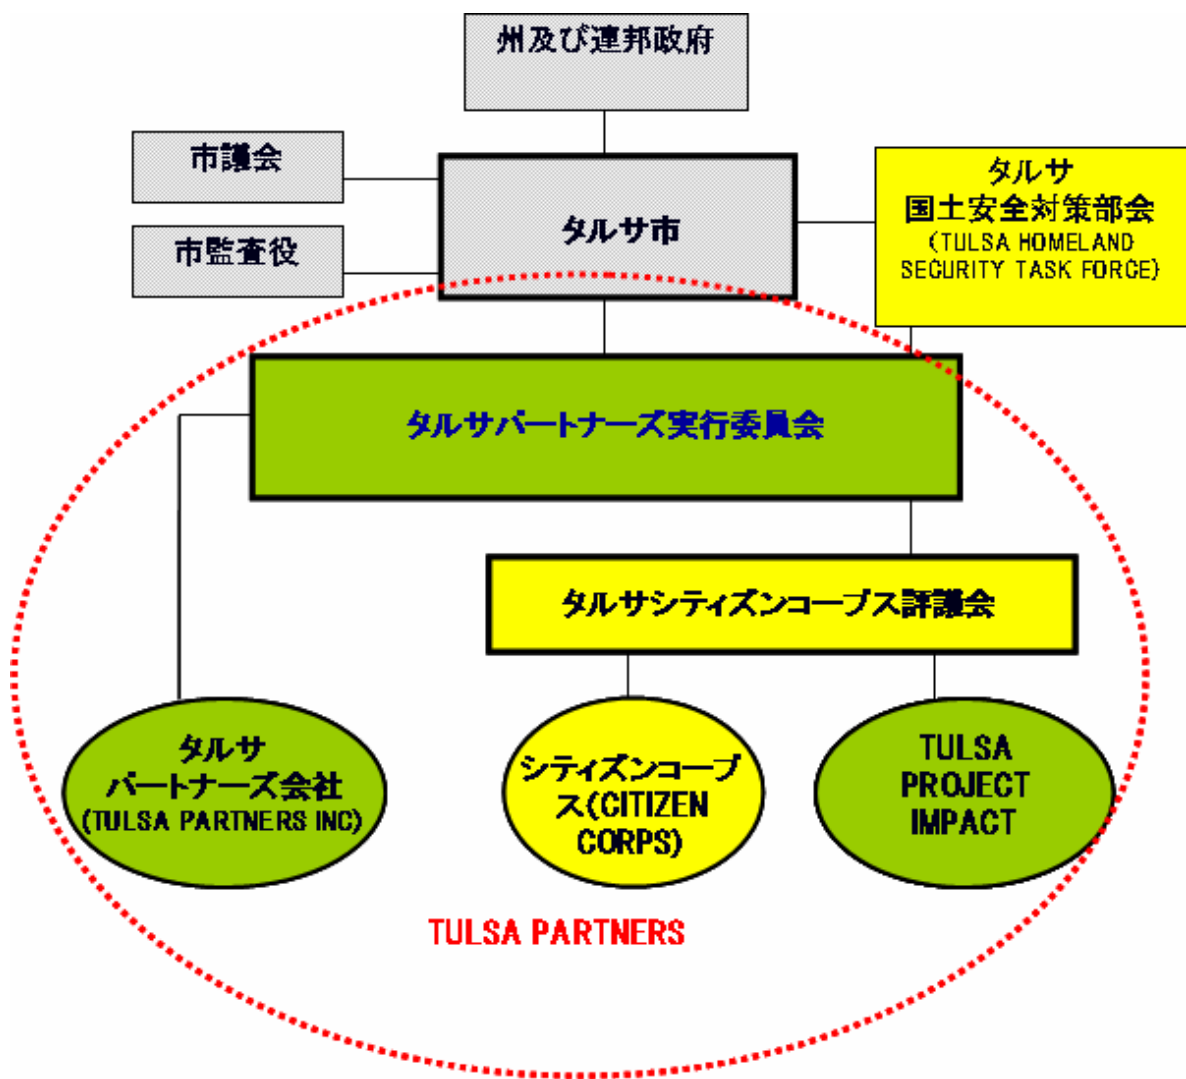 州及び連邦政府
市議会
市監査役
タルサ市
タルサ
国土安全対策部会
(TULSA HOMELAND
SECURITY TASK FORCE)
タルサパートナーズ実行委員会
タルサシティズンコープス評議会
タルサ
パートナーズ会社
(TULSA PARTNERS INC)
シティズンコープ
ス(CITIZEN
CORPS)
TULSA
PROJECT
IMPACT
TULSA PARTNERS